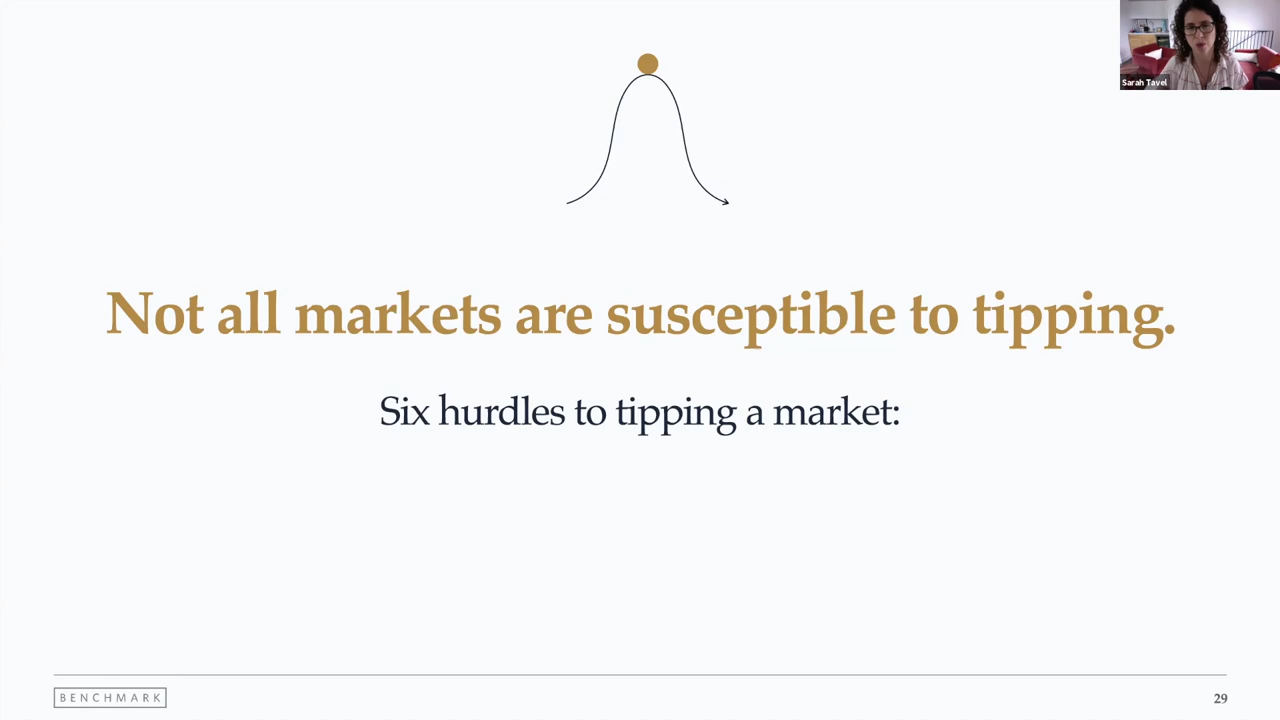 Sarah Tavel
Not all markets are susceptible to tipping.
Six hurdles to tipping a market:
BENCHMARK
29